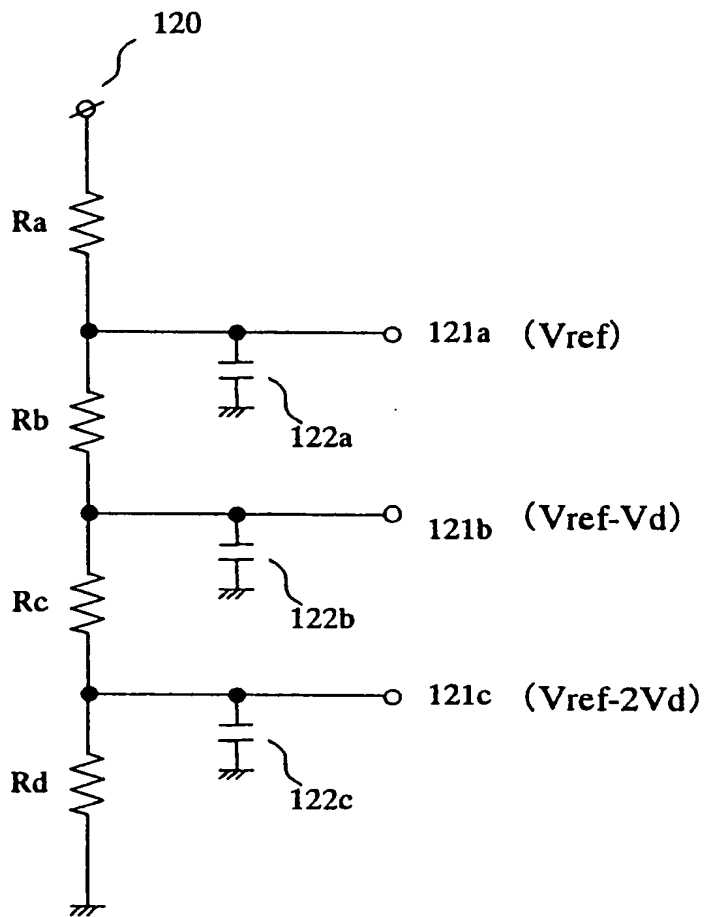 120
Ra
121a (Vref)
Rb
122a
121b (Vref-Vd)
Rc
122b
121c (Vref-2Vd)
Rd
122c